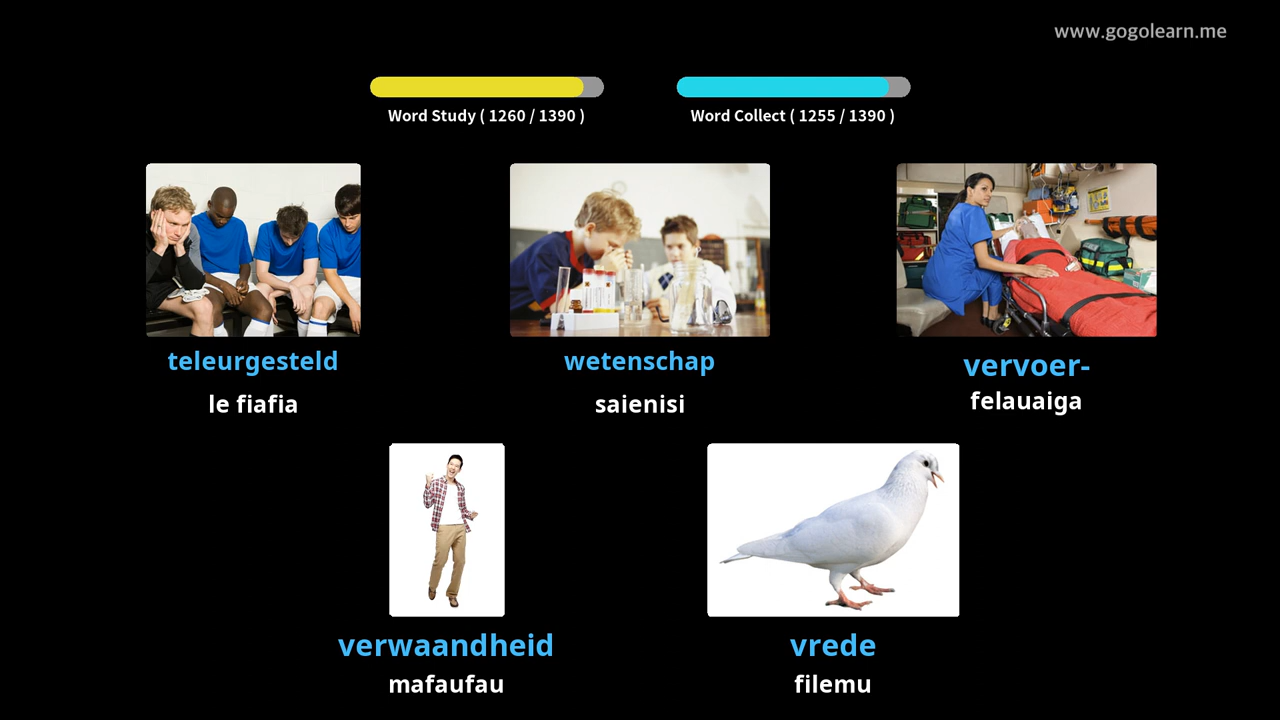 www.gogolearn.me
Word Study ( 1260 / 1390 )
Word Collect ( 1255 / 1390 )
teleurgesteld
le fiafia
wetenschap
saienisi
vervoer-
felauaiga
verwaandheid
mafaufau
vrede
filemu